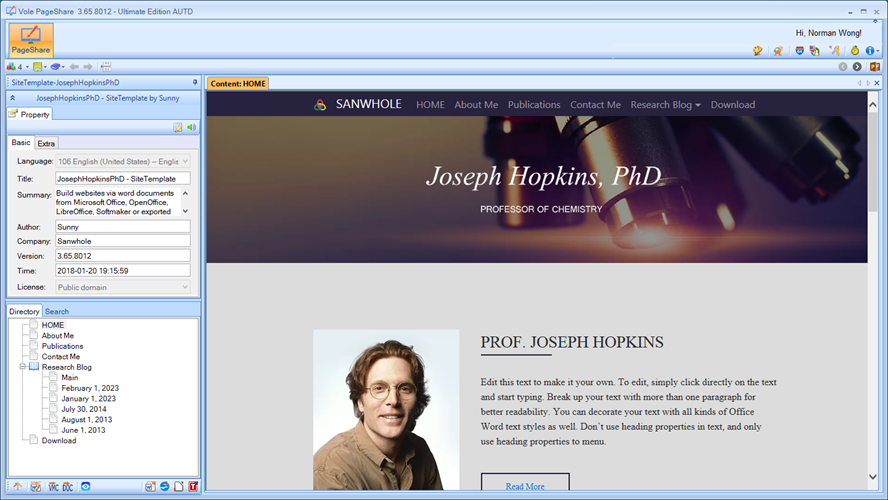 Vole PageShare 3.65.8012 - Ultimate Edition AUTD
PageShare
Hi, Norman Wong!
4
SiteTemplate-JosephHopkinsPhD
JosephHopkinsPhD - SiteTemplate by Sunny
Property
Basic
Extra
Language: 106 English (United States) -- Englis
Title: JosephHopkinsPhD - SiteTemplate
Summary: Build websites via word documents
from Microsoft Office, OpenOffice,
LibreOffice, Softmaker or exported
Author: Sunny
Company: Sanwhole
Version: 3.65.8012
Time: 2018-01-20 19:15:59
License: Public domain
Directory
Search
HOME
About Me
Publications
Contact Me
Research Blog
Main
February 1, 2023
January 1, 2023
July 30, 2014
August 1, 2013
June 1, 2013
Download
VHC DOC
Content: HOME
SANWHOLE HOME About Me Publications Contact Me Research Blog Download
Joseph Hopkins, PhD
PROFESSOR OF CHEMISTRY
PROF. JOSEPH HOPKINS
Edit this text to make it your own. To edit, simply click directly on the text
and start typing. Break up your text with more than one paragraph for
better readability. You can decorate your text with all kinds of Office
Word text styles as well. Don't use heading properties in text, and only
use heading properties to menu.
Read More